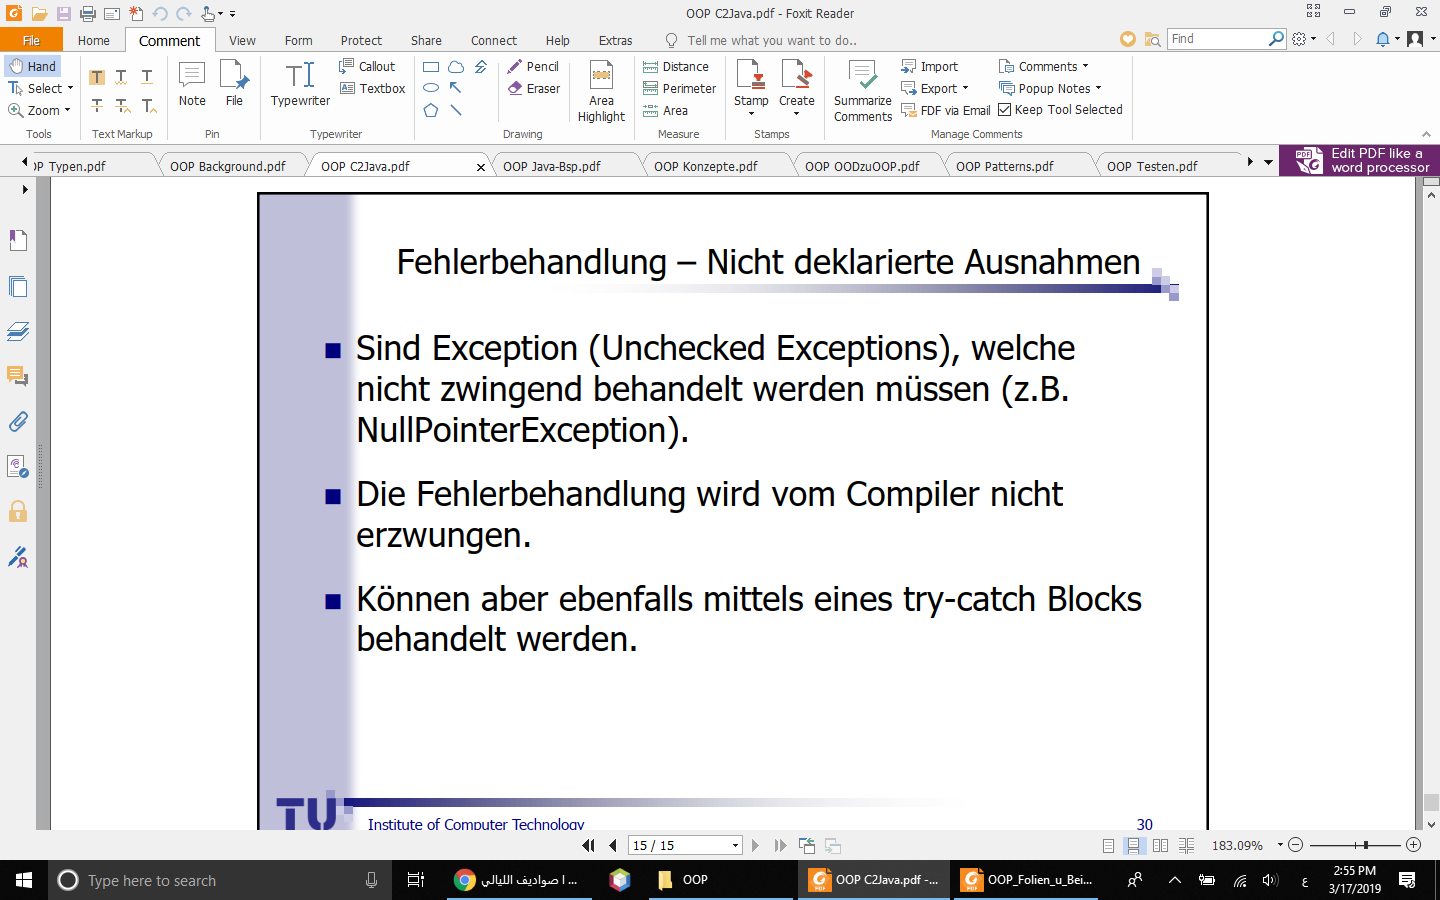 OOP C2Java.pdf - Foxit Reader
File Home Comment View Form Protect Share Connect Help Extras Tell me what you want to do.. Find
Hand
Select
Zoom
Tools
Text Markup
Note
File
Pin
Typewriter
Callout
Textbox
Typewriter
Pencil
Eraser
Area
Highlight
Drawing
Distance
Perimeter
Area
Measure
Stamp
Create
Stamps
Summarize
Comments
Import
Export
FDF via Email
Comments
Popup Notes
Keep Tool Selected
Manage Comments
OP Typen.pdf OOP Background.pdf OOP C2Java.pdf OOP Java-Bsp.pdf OOP Konzepte.pdf OOP OODzuOOP.pdf OOP Patterns.pdf OOP Testen.pdf
PDF
Edit PDF like a
word processor
Fehlerbehandlung – Nicht deklarierte Ausnahmen
Sind Exception (Unchecked Exceptions), welche
nicht zwingend behandelt werden müssen (z.B.
NullPointerException).
Die Fehlerbehandlung wird vom Compiler nicht
erzwungen.
Können aber ebenfalls mittels eines try-catch Blocks
behandelt werden.
TU
Institute of Computer Technology 30
15 / 15 183.09%
Type here to search
ا صواديف الليالي ...
OOP
OOP C2Java.pdf -...
OOP_Folien_u_Bei...
ع
2:55 PM
3/17/2019